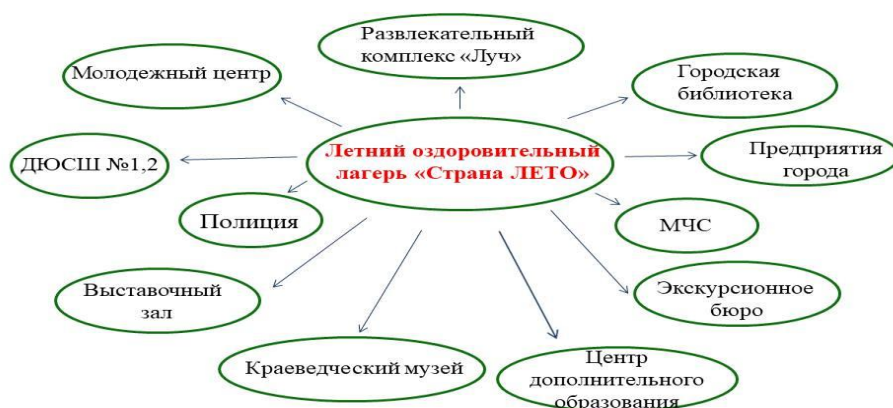 Развлекательный
комплекс «Луч»
Молодежный центр
Городская
библиотека
Летний оздоровительный
лагерь «Страна ЛЕТО»
ДЮСШ №1,2
Предприятия
города
Полиция
МЧС
Выставочный
зал
Экскурсионное
бюро
Краеведческий музей
Центр
дополнительного
образования